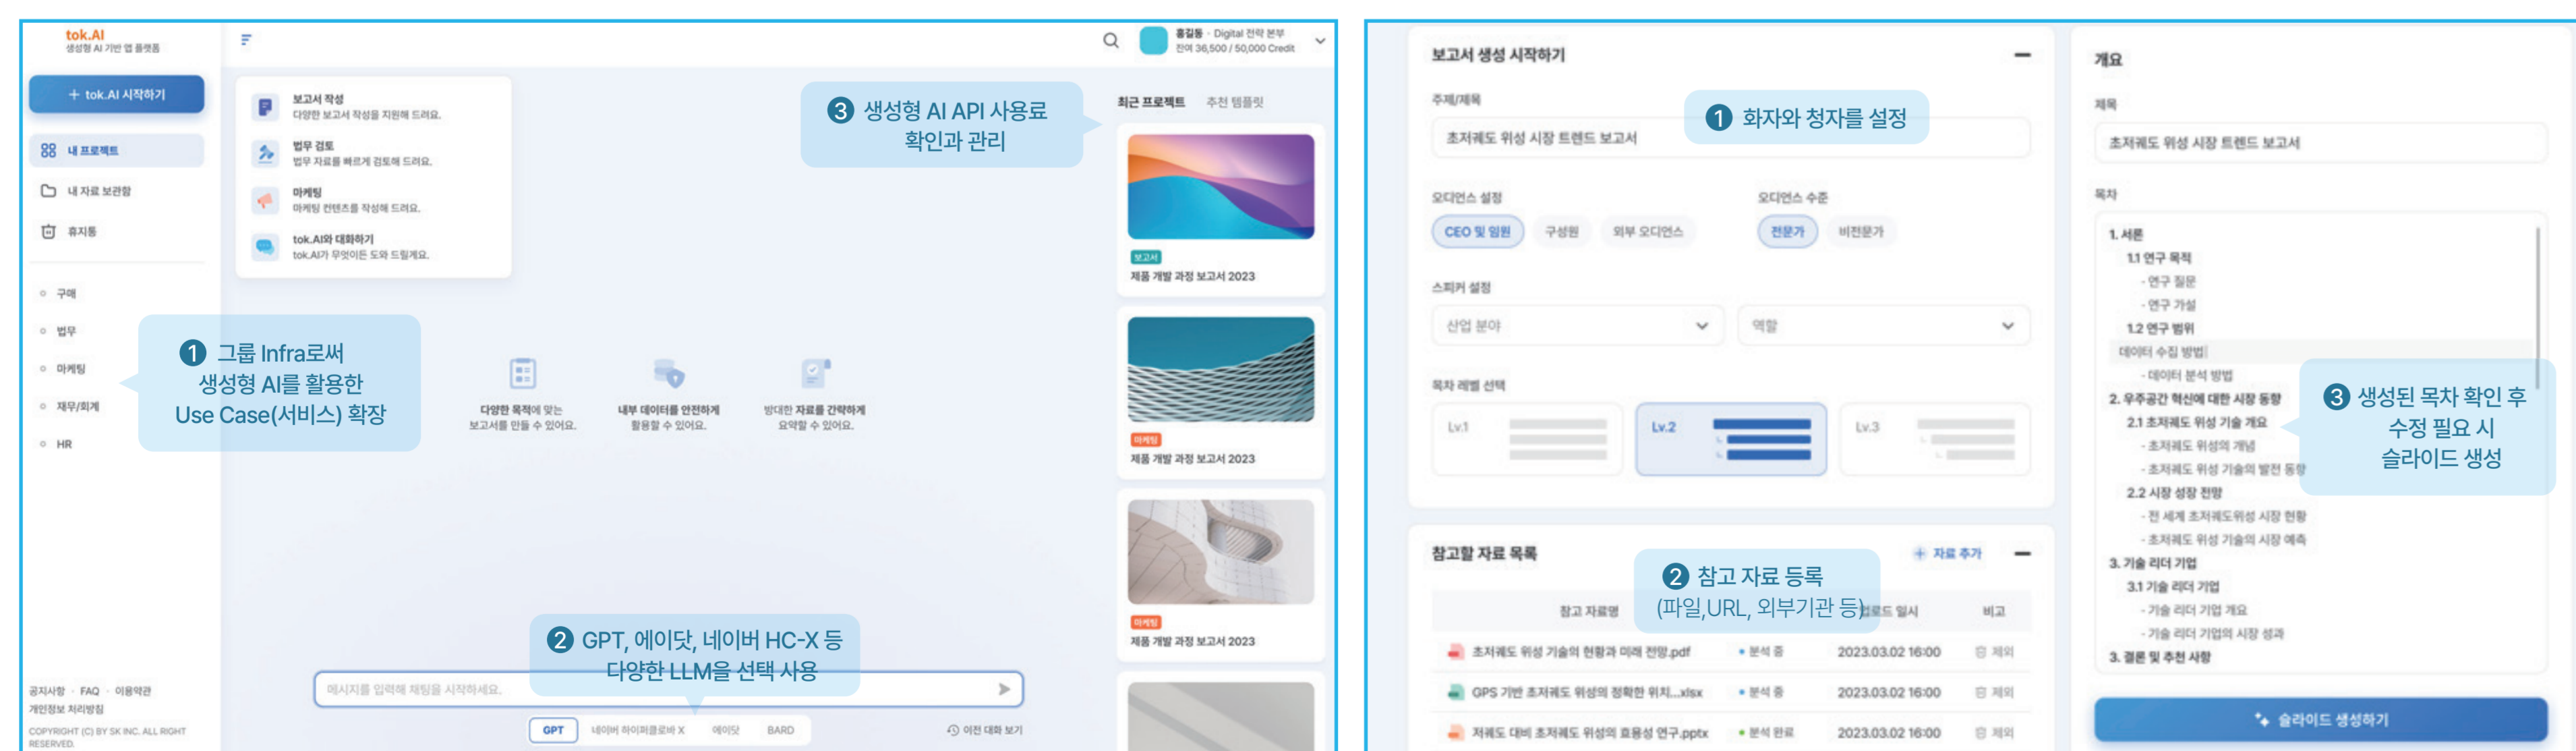 tok.AI
생성형 AI 기반 앱 플랫폼
+ tok.AI 시작하기
내 프로젝트
내 자료 보관함
휴지통
구매
법무
마케팅
재무/회계
HR
공지사항 · FAQ · 이용약관
개인정보 처리방침
COPYRIGHT (C) BY SK INC. ALL RIGHT
RESERVED.
홍길동 · Digital 전략 본부
잔여 36,500 / 50,000 Credit
보고서 작성
다양한 보고서 작성을 지원해 드려요.
법무 검토
법무 자료를 빠르게 검토해 드려요.
마케팅
마케팅 컨텐츠를 작성해 드려요.
tok.AI와 대화하기
tok.AI가 무엇이든 도와 드릴게요.
❸ 생성형 AI API 사용료
확인과 관리
❶ 그룹 Infra로써
생성형 AI를 활용한
Use Case(서비스) 확장
다양한 목적에 맞는
보고서를 만들 수 있어요.
내부 데이터를 안전하게
활용할 수 있어요.
방대한 자료를 간략하게
요약할 수 있어요.
❷ GPT, 에이닷, 네이버 HC-X 등
다양한 LLM을 선택 사용
메시지를 입력해 채팅을 시작하세요.
GPT 네이버 하이퍼클로바 X 에이닷 BARD
이전 대화 보기
최근 프로젝트 추천 템플릿
보고서
제품 개발 과정 보고서 2023
마케팅
제품 개발 과정 보고서 2023
마케팅
제품 개발 과정 보고서 2023
보고서 생성 시작하기
주제/제목
❶ 화자와 청자를 설정
초저궤도 위성 시장 트렌드 보고서
오디언스 설정 오디언스 수준
CEO 및 임원 구성원 외부 오디언스 전문가 비전문가
스피커 설정
산업 분야 역할
목차 레벨 선택
Lv.1 Lv.2 Lv.3
참고할 자료 목록 + 자료 추가
❷ 참고 자료 등록
(파일,URL, 외부기관 등)
참고 자료명 로드 일시 비고
초저궤도 위성 기술의 현황과 미래 전망.pdf 분석 중 2023.03.02 16:00 제외
GPS 기반 초저궤도 위성의 정확한 위치...xlsx 분석 중 2023.03.02 16:00 제외
저궤도 대비 초저궤도 위성의 효용성 연구.pptx 분석 완료 2023.03.02 16:00 제외
개요
제목
초저궤도 위성 시장 트렌드 보고서
목차
1. 서론
1.1 연구 목적
- 연구 질문
- 연구 가설
1.2 연구 범위
데이터 수집 방법
- 데이터 분석 방법
2. 우주공간 혁신에 대한 시장 동향
2.1 초저궤도 위성 기술 개요
- 초저궤도 위성의 개념
- 초저궤도 위성 기술의 발전 동향
2.2 시장 성장 전망
- 전 세계 초저궤도위성 시장 현황
- 초저궤도 위성 기술의 시장 예측
3. 기술 리더 기업
3.1 기술 리더 기업
- 기술 리더 기업 개요
- 기술 리더 기업의 시장 성과
3. 결론 및 추천 사항
❸ 생성된 목차 확인 후
수정 필요 시
슬라이드 생성
슬라이드 생성하기